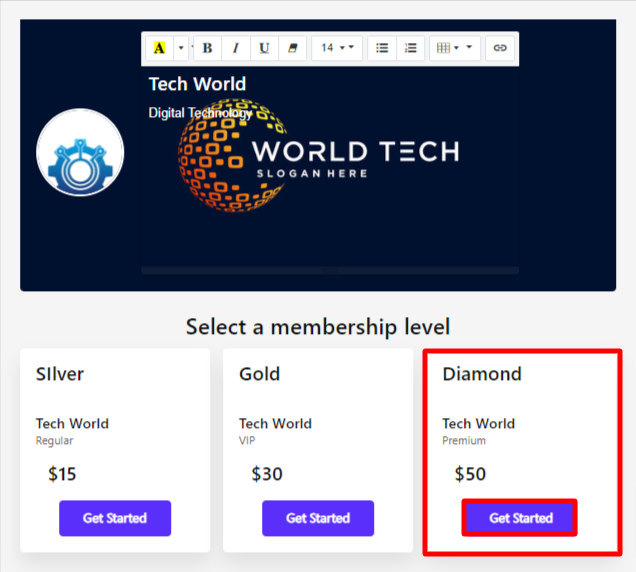 A B I U 14
Tech World
Digital Technology
WORLD TECH
SLOGAN HERE
Select a membership level
SIlver
Tech World
Regular
$15
Get Started
Gold
Tech World
VIP
$30
Get Started
Diamond
Tech World
Premium
$50
Get Started